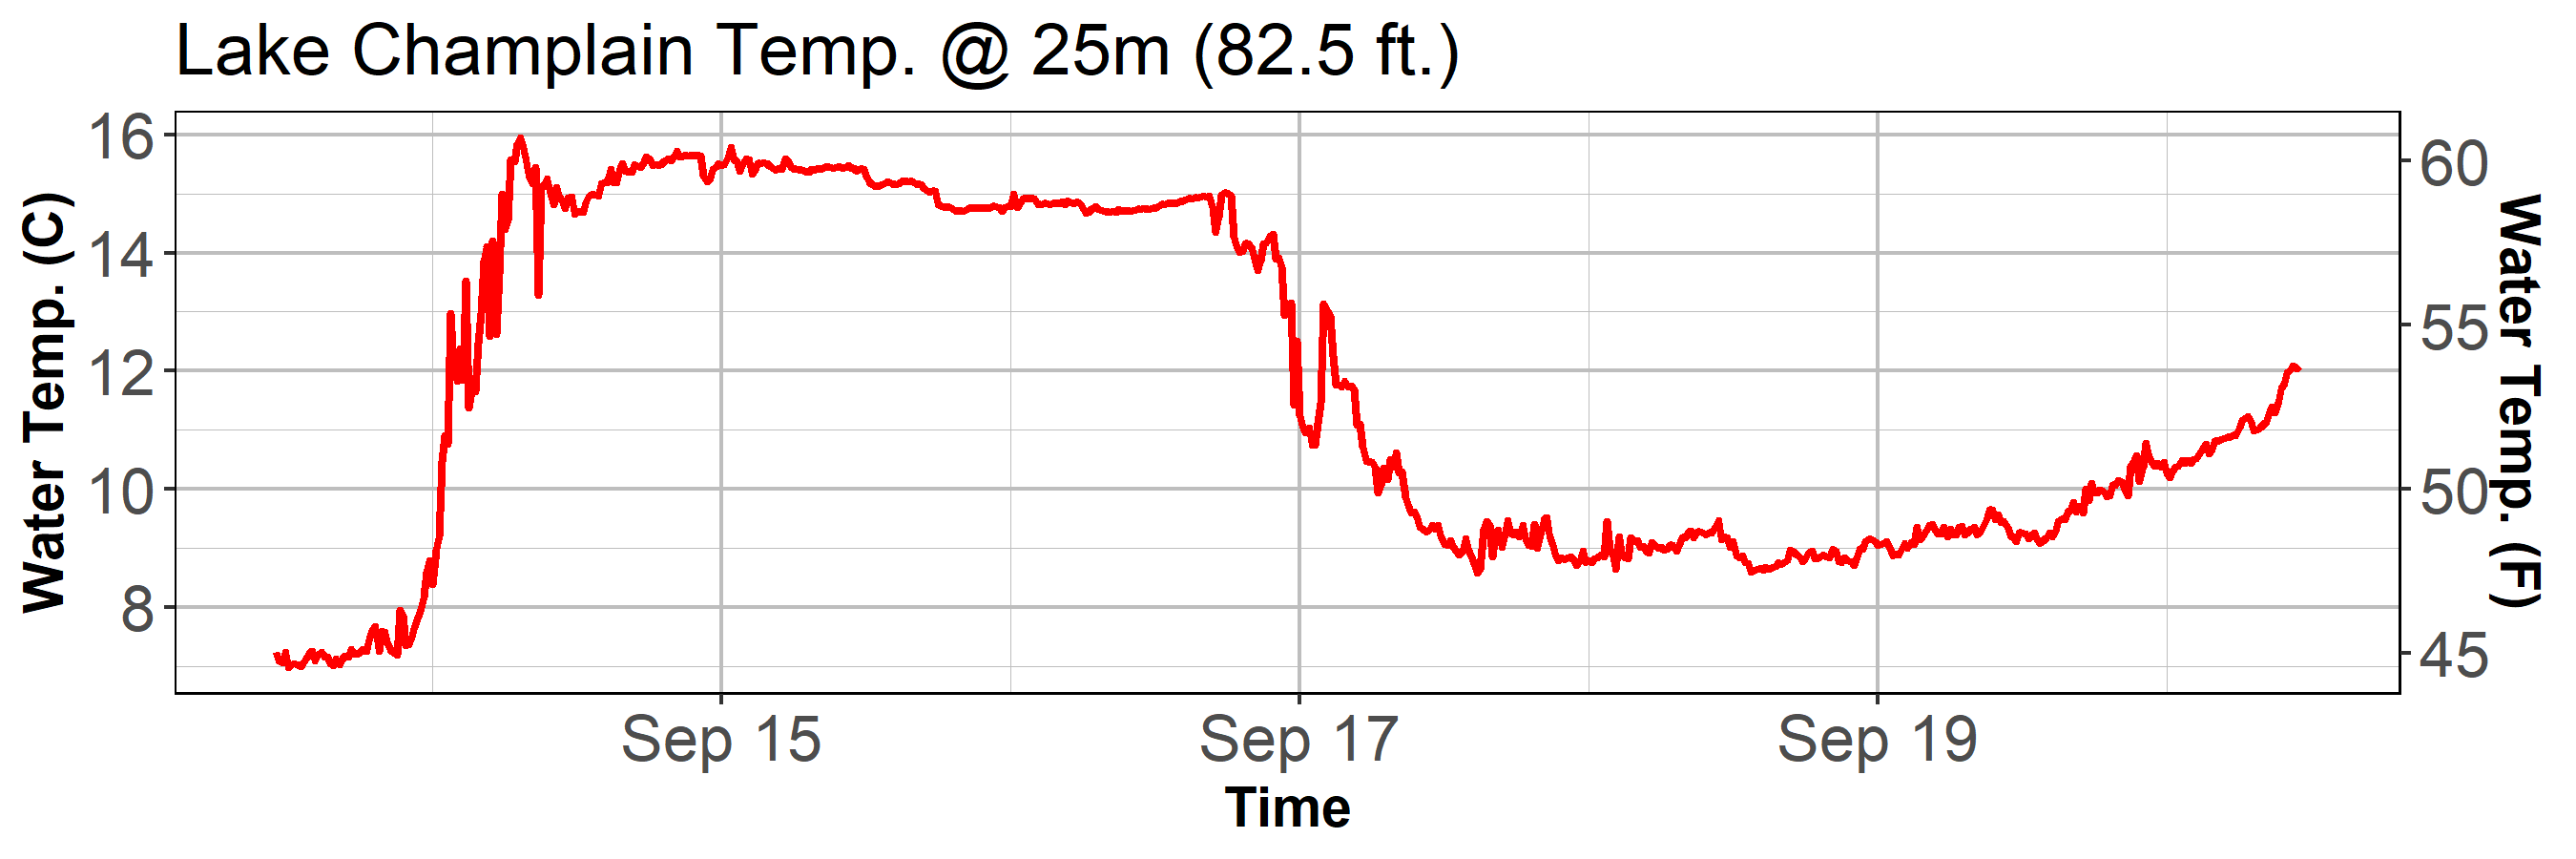 Lake Champlain Temp. @ 25m (82.5 ft.)
Water Temp. (C)
16
14
12
10
8
60
55
50
45
Water Temp. (F)
Sep 15
Sep 17
Sep 19
Time